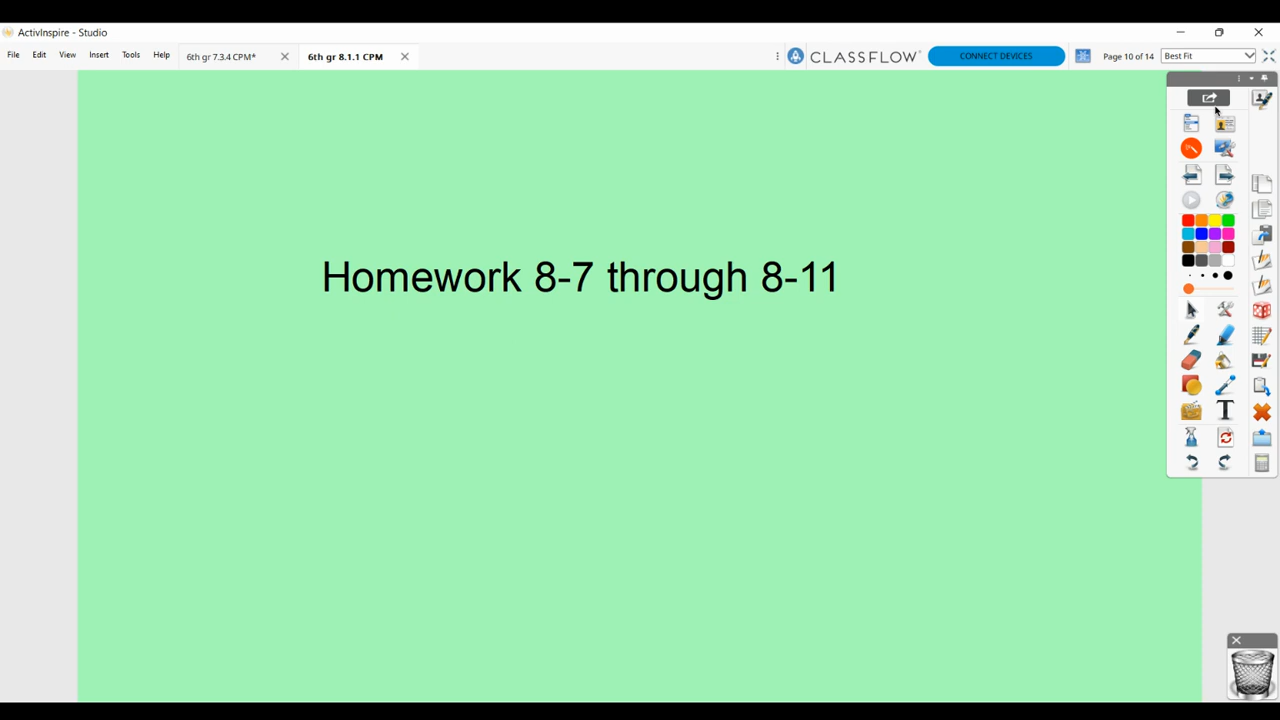 ActivInspire - Studio
File Edit View Insert Tools Help 6th gr 7.3.4 CPM* 6th gr 8.1.1 CPM CLASSFLOW CONNECT DEVICES Page 10 of 14 Best Fit
Homework 8-7 through 8-11
T